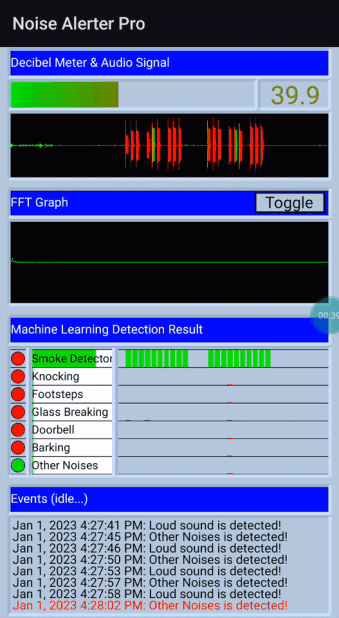 Noise Alerter Pro
Decibel Meter & Audio Signal
39.9
FFT Graph
Toggle
00:39
Machine Learning Detection Result
Smoke Detector
Knocking
Footsteps
Glass Breaking
Doorbell
Barking
Other Noises
Events (idle...)
Jan 1, 2023 4:27:41 PM: Loud sound is detected!
Jan 1, 2023 4:27:45 PM: Other Noises is detected!
Jan 1, 2023 4:27:46 PM: Loud sound is detected!
Jan 1, 2023 4:27:50 PM: Other Noises is detected!
Jan 1, 2023 4:27:53 PM: Loud sound is detected!
Jan 1, 2023 4:27:57 PM: Other Noises is detected!
Jan 1, 2023 4:27:58 PM: Loud sound is detected!
Jan 1, 2023 4:28:02 PM: Other Noises is detected!